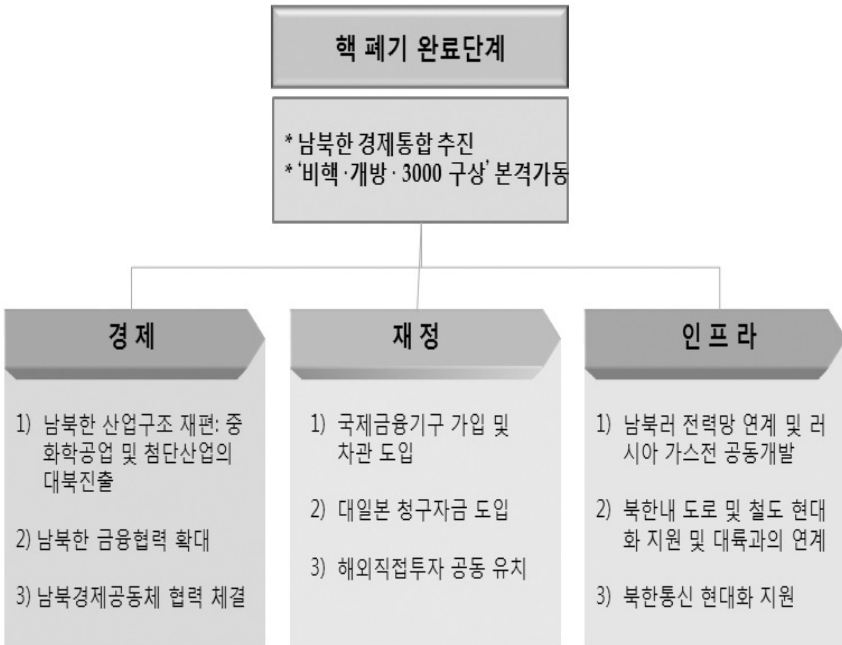 핵 폐기 완료단계
* 남북한 경제통합 추진
* '비핵·개방·3000 구상' 본격가동
경 제
1) 남북한 산업구조 재편: 중
화학공업 및 첨단산업의
대북진출
2) 남북한 금융협력 확대
3) 남북경제공동체 협력 체결
재 정
1) 국제금융기구 가입 및
차관 도입
2) 대일본 청구자금 도입
3) 해외직접투자 공동 유치
인 프 라
1) 남북러 전력망 연계 및 러
시아 가스전 공동개발
2) 북한내 도로 및 철도 현대
화 지원 및 대륙과의 연계
3) 북한통신 현대화 지원